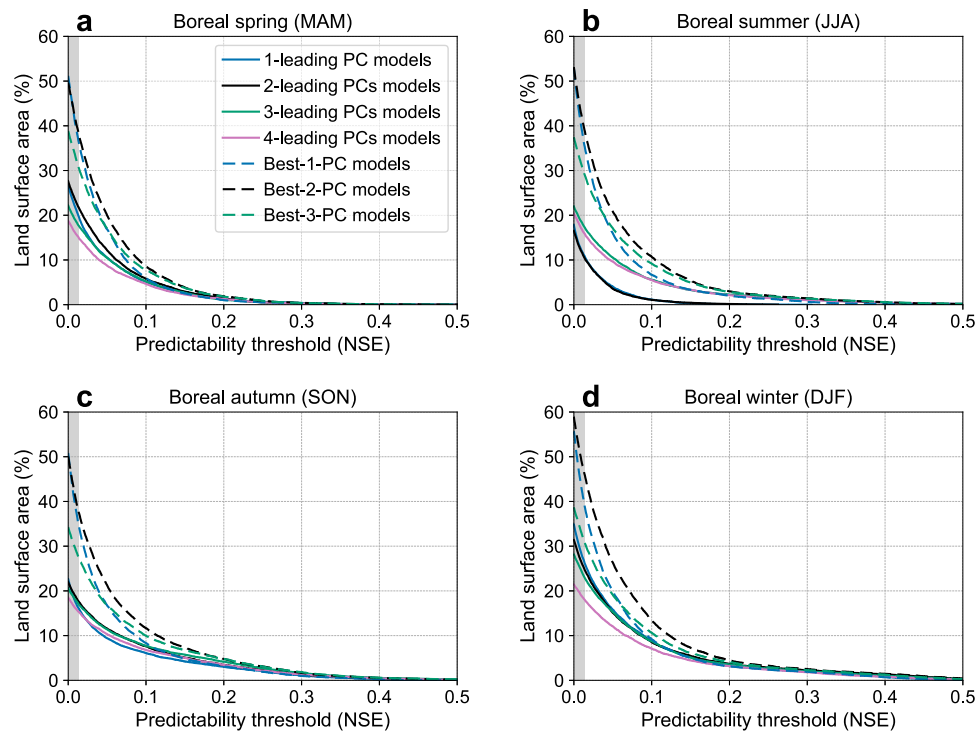 a Boreal spring (MAM)
Land surface area (%)
60
50
40
30
20
10
0
0.0 0.1 0.2 0.3 0.4 0.5
Predictability threshold (NSE)
1-leading PC models
2-leading PCs models
3-leading PCs models
4-leading PCs models
Best-1-PC models
Best-2-PC models
Best-3-PC models
b Boreal summer (JJA)
Land surface area (%)
60
50
40
30
20
10
0
0.0 0.1 0.2 0.3 0.4 0.5
Predictability threshold (NSE)
c Boreal autumn (SON)
Land surface area (%)
60
50
40
30
20
10
0
0.0 0.1 0.2 0.3 0.4 0.5
Predictability threshold (NSE)
d Boreal winter (DJF)
Land surface area (%)
60
50
40
30
20
10
0
0.0 0.1 0.2 0.3 0.4 0.5
Predictability threshold (NSE)